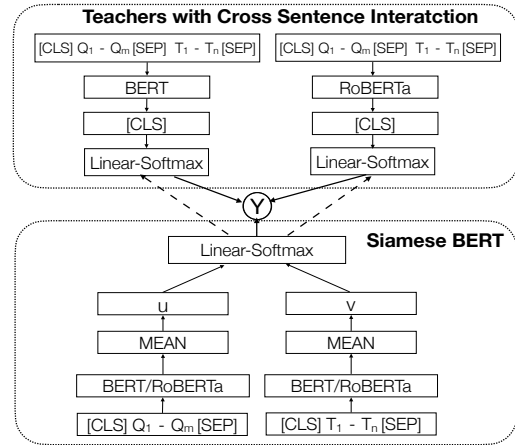 Teachers with Cross Sentence Interatction
[CLS] Q1 - Qm [SEP] T1 - Tn [SEP] [CLS] Q1 - Qm [SEP] T1 - Tn [SEP]
BERT RoBERTa
[CLS] [CLS]
Linear-Softmax Linear-Softmax
Y
Linear-Softmax Siamese BERT
u v
MEAN MEAN
BERT/RoBERTa BERT/RoBERTa
[CLS] Q1 - Qm [SEP] [CLS] T1 - Tn [SEP]